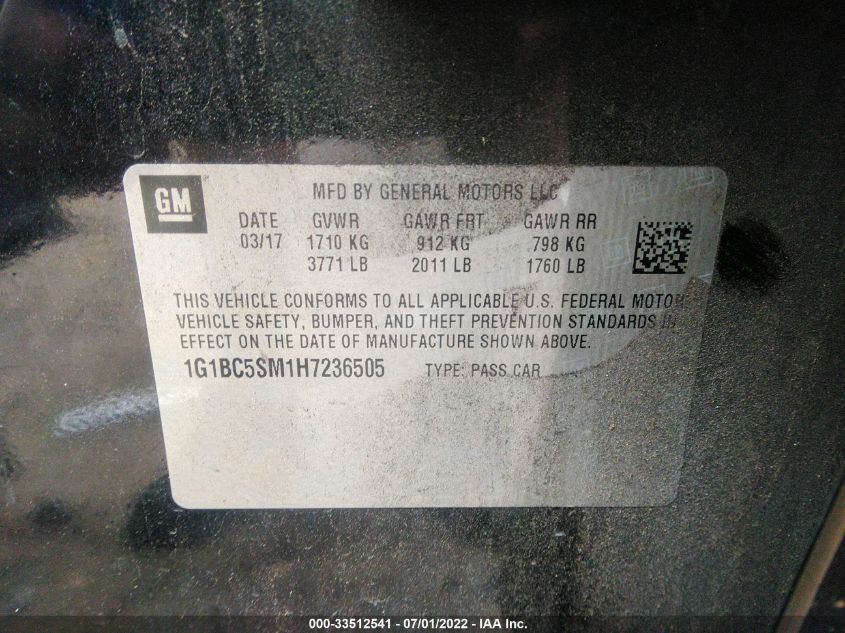 GM
MFD BY GENERAL MOTORS LLC
DATE GVWR GAWR FRT GAWR RR
03/17 1710 KG 912 KG 798 KG
3771 LB 2011 LB 1760 LB
THIS VEHICLE CONFORMS TO ALL APPLICABLE U.S. FEDERAL MOTOR
VEHICLE SAFETY, BUMPER, AND THEFT PREVENTION STANDARDS IN
EFFECT ON THE DATE OF MANUFACTURE SHOWN ABOVE.
1G1BC5SM1H7236505 TYPE: PASS CAR
000-33512541 - 07/01/2022 - IAA Inc.